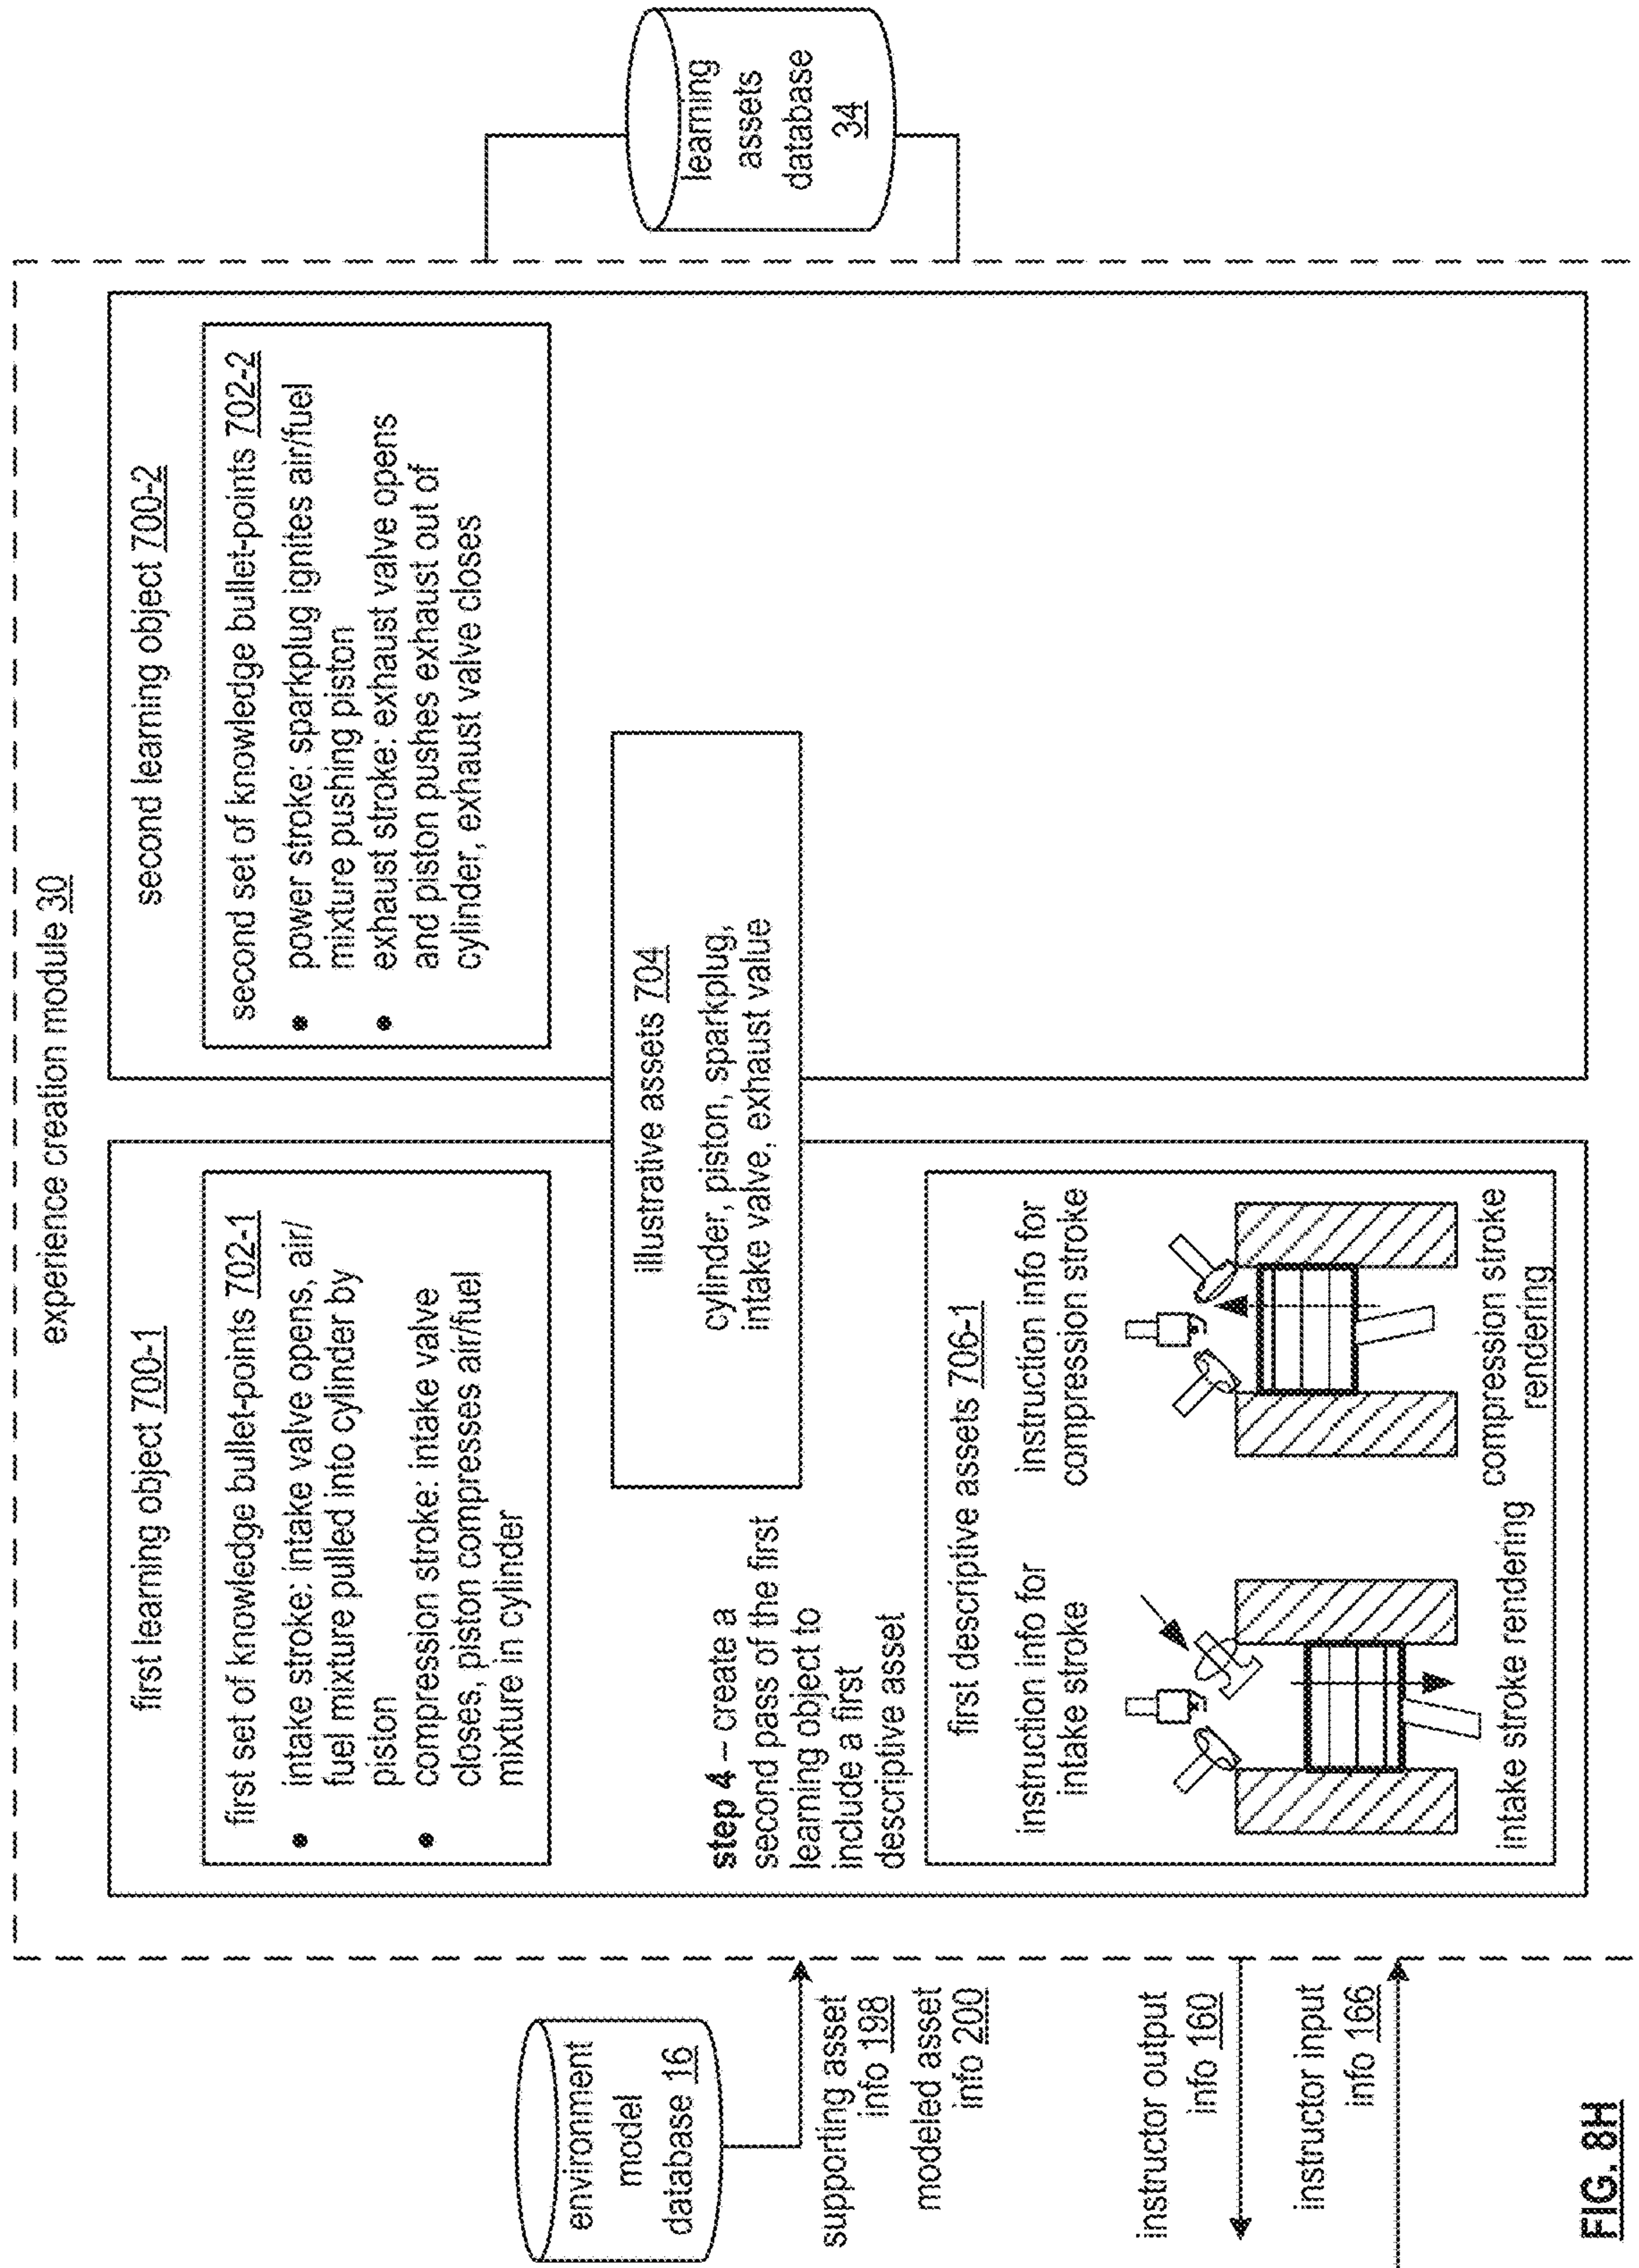 experience creation module 30
first learning object 700-1
first set of knowledge bullet-points 702-1
• intake stroke: intake valve opens, air/
fuel mixture pulled into cylinder by
piston
• compression stroke: intake valve
closes, piston compresses air/fuel
mixture in cylinder
second learning object 700-2
second set of knowledge bullet-points 702-2
• power stroke: sparkplug ignites air/fuel
mixture pushing piston
• exhaust stroke: exhaust valve opens
and piston pushes exhaust out of
cylinder, exhaust valve closes
illustrative assets 704
cylinder, piston, sparkplug,
intake valve, exhaust value
step 4 – create a
second pass of the first
learning object to
include a first
descriptive asset
first descriptive assets 706-1
instruction info for
intake stroke
instruction info for
compression stroke
intake stroke rendering
compression stroke
rendering
environment
model
database 16
supporting asset
info 198
modeled asset
info 200
instructor output
info 160
instructor input
info 166
learning
assets
database
34
FIG. 8H